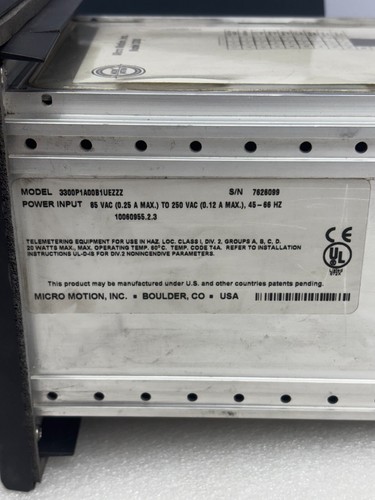 MODEL 3300P1A00B1UEZZZ S/N 7626099
POWER INPUT 85 VAC (0.25 A MAX.) TO 250 VAC (0.12 A MAX.), 45-66 HZ
10060955.2.3
TELEMETERING EQUIPMENT FOR USE IN HAZ. LOC. CLASS I, DIV. 2, GROUPS A, B, C, D.
20 WATTS MAX. MAX. OPERATING TEMP. 60°C. TEMP. CODE T4A. REFER TO INSTALLATION
INSTRUCTIONS UL-D-IS FOR DIV.2 NONINCENDIVE PARAMETERS.
CE
UL
This product may be manufactured under U.S. and other countries patents pending.
MICRO MOTION, INC. ▪ BOULDER, CO ▪ USA